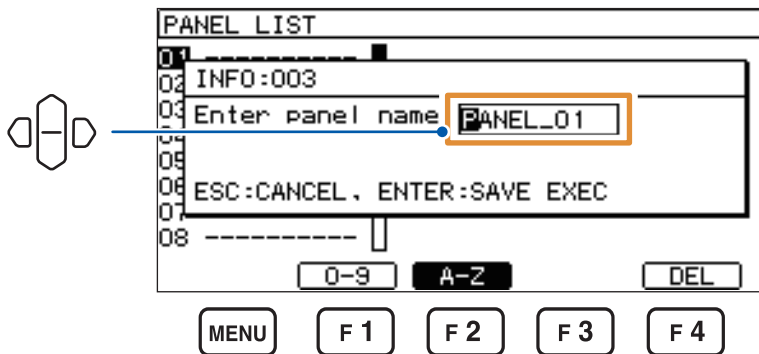 PANEL LIST
01 ----------
02 INFO:003
03 Enter panel name PANEL_01
04
05
06 ESC:CANCEL, ENTER:SAVE EXEC
07
08 ----------
0-9 A-Z DEL
MENU F 1 F 2 F 3 F 4